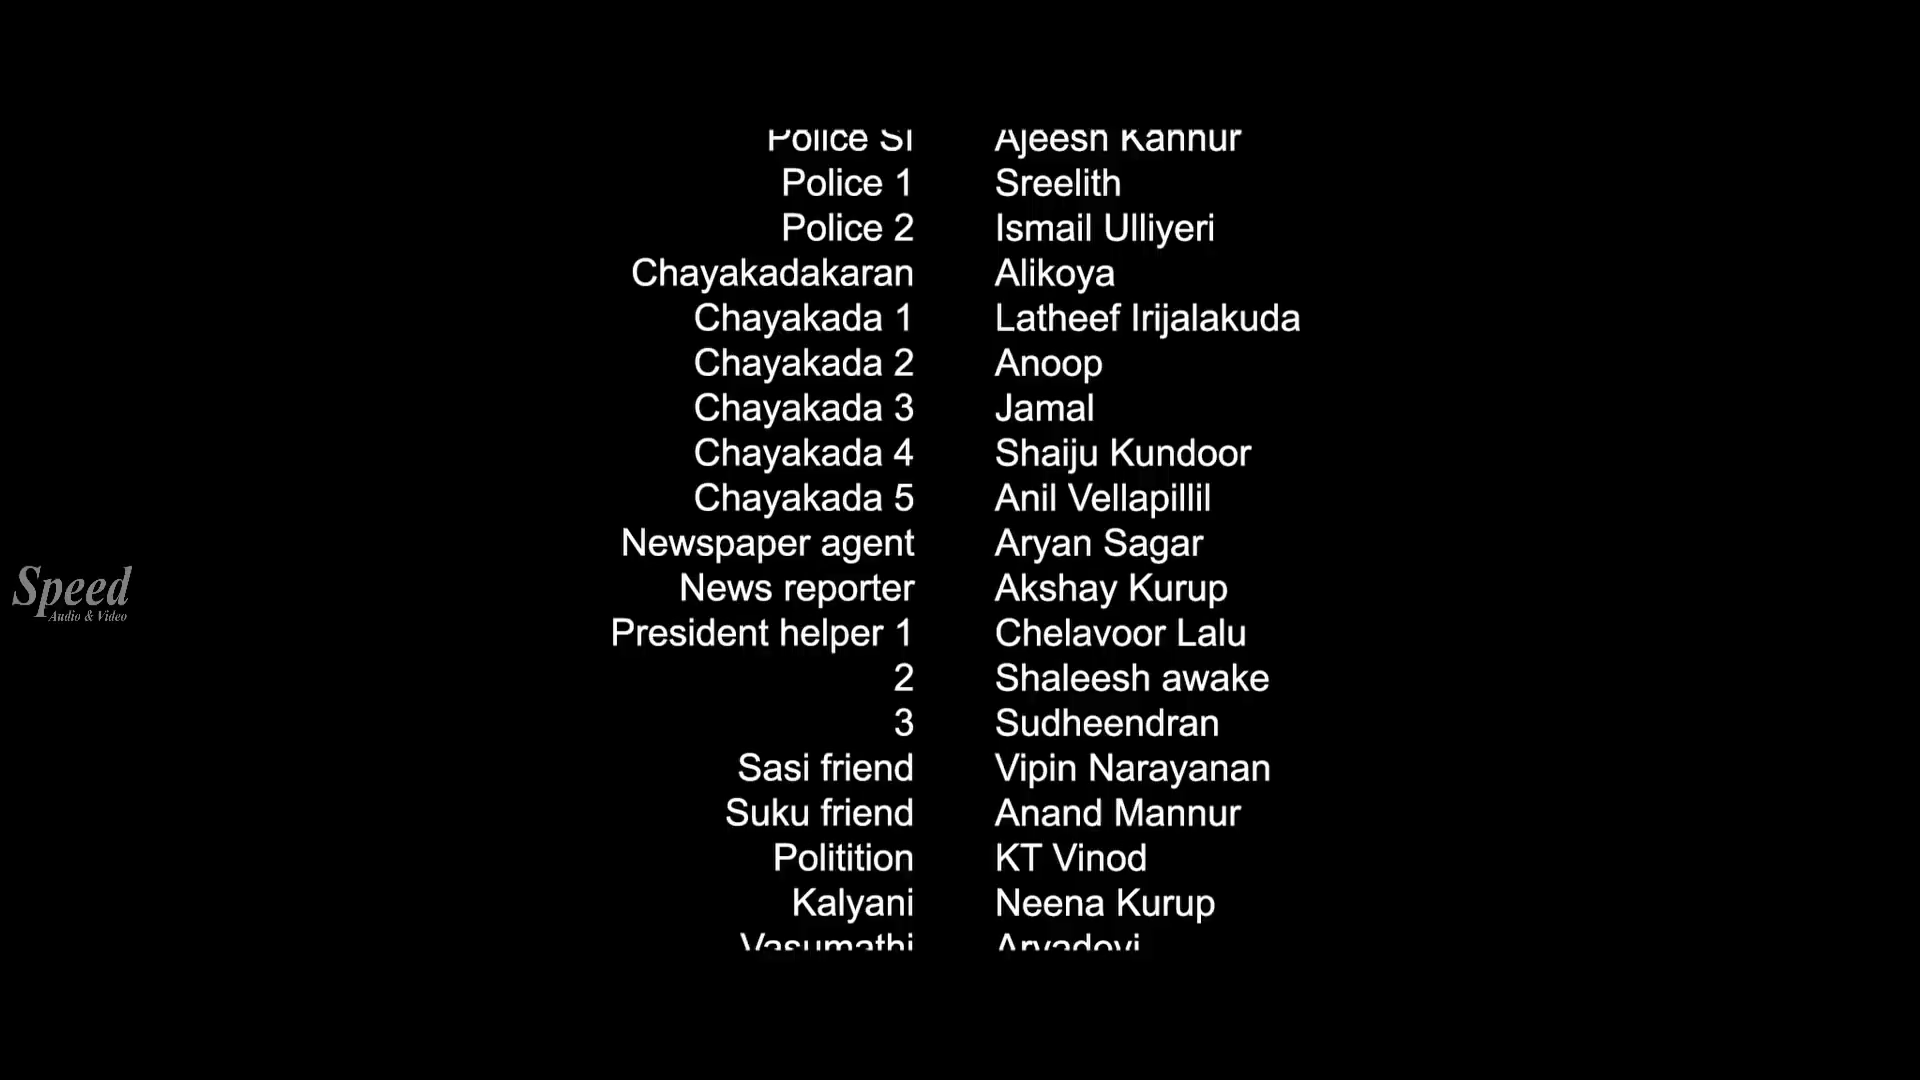 Police SI Ajeesh Kannur
Police 1 Sreelith
Police 2 Ismail Ulliyeri
Chayakadakaran Alikoya
Chayakada 1 Latheef Irijalakuda
Chayakada 2 Anoop
Chayakada 3 Jamal
Chayakada 4 Shaiju Kundoor
Chayakada 5 Anil Vellapillil
Newspaper agent Aryan Sagar
News reporter Akshay Kurup
President helper 1 Chelavoor Lalu
2 Shaleesh awake
3 Sudheendran
Sasi friend Vipin Narayanan
Suku friend Anand Mannur
Politition KT Vinod
Kalyani Neena Kurup
Vasumathi
Speed
Audio & Video